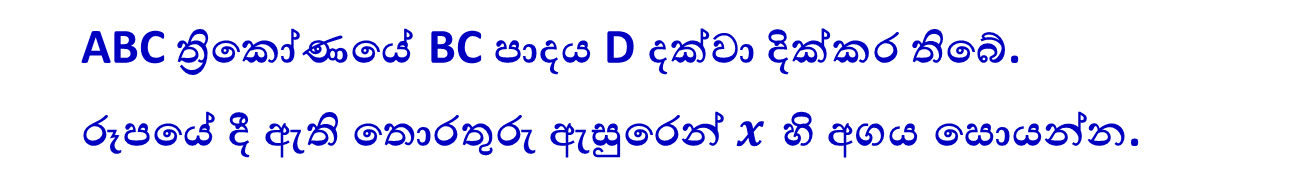 ABC ත්‍රිකෝණයේ BC පාදය D දක්වා දික්කර තිබේ.
රූපයේ දී ඇති තොරතුරු ඇසුරෙන් x හි අගය සොයන්න.